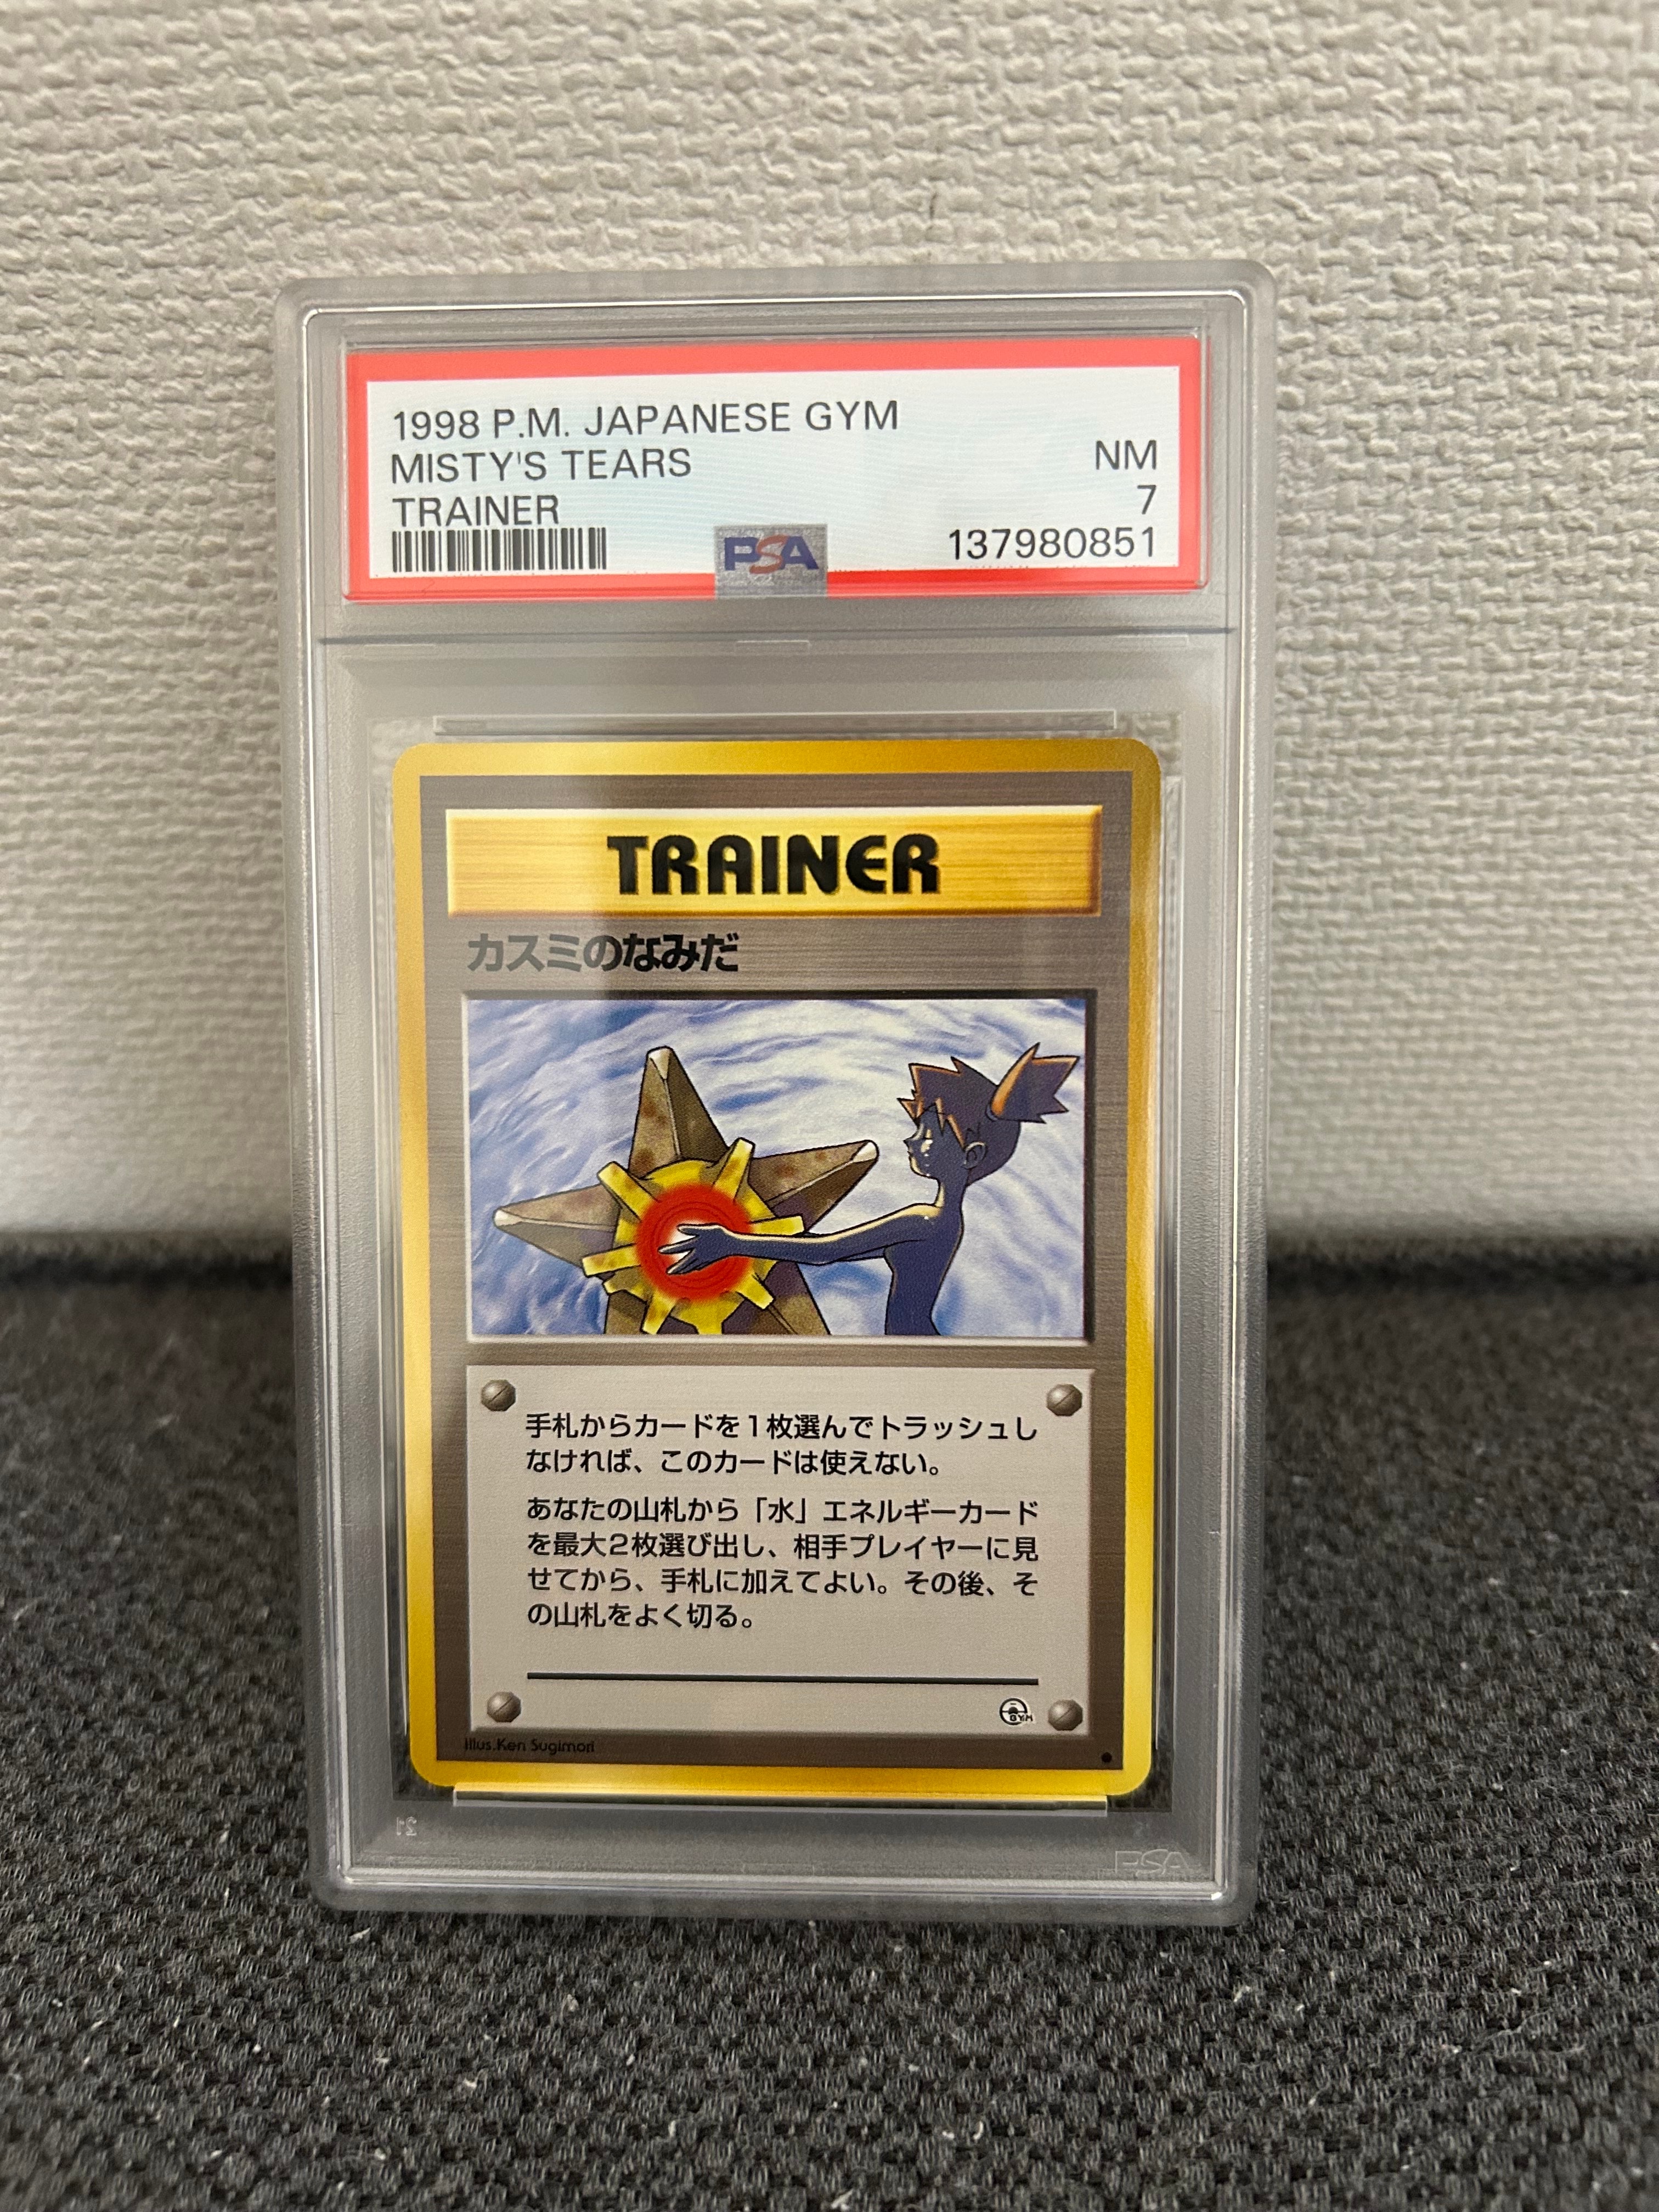 1998 P.M. JAPANESE GYM
MISTY'S TEARS
NM
TRAINER
7
PSA
137980851
TRAINER
カスミのなみだ
手札からカードを1枚選んでトラッシュし
なければ、このカードは使えない。
あなたの山札から「水」エネルギーカード
を最大2枚選び出し、相手プレイヤーに見
せてから、手札に加えてよい。その後、そ
の山札をよく切る。
GYM
Illus.Ken Sugimori
PSA